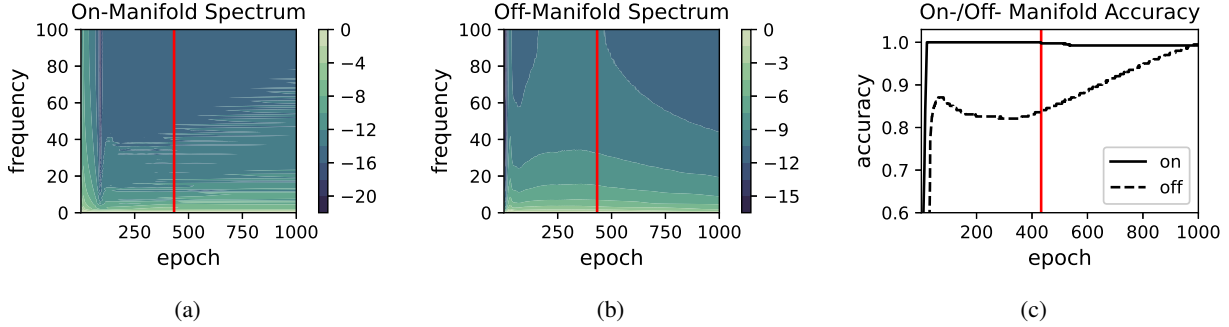 On-Manifold Spectrum
100
80
60
40
20
0
frequency
250 500 750 1000
epoch
0
−4
−8
−12
−16
−20
(a)
Off-Manifold Spectrum
100
80
60
40
20
0
frequency
250 500 750 1000
epoch
0
−3
−6
−9
−12
−15
(b)
On-/Off- Manifold Accuracy
1.0
0.9
0.8
0.7
0.6
accuracy
on
off
200 400 600 800 1000
epoch
(c)